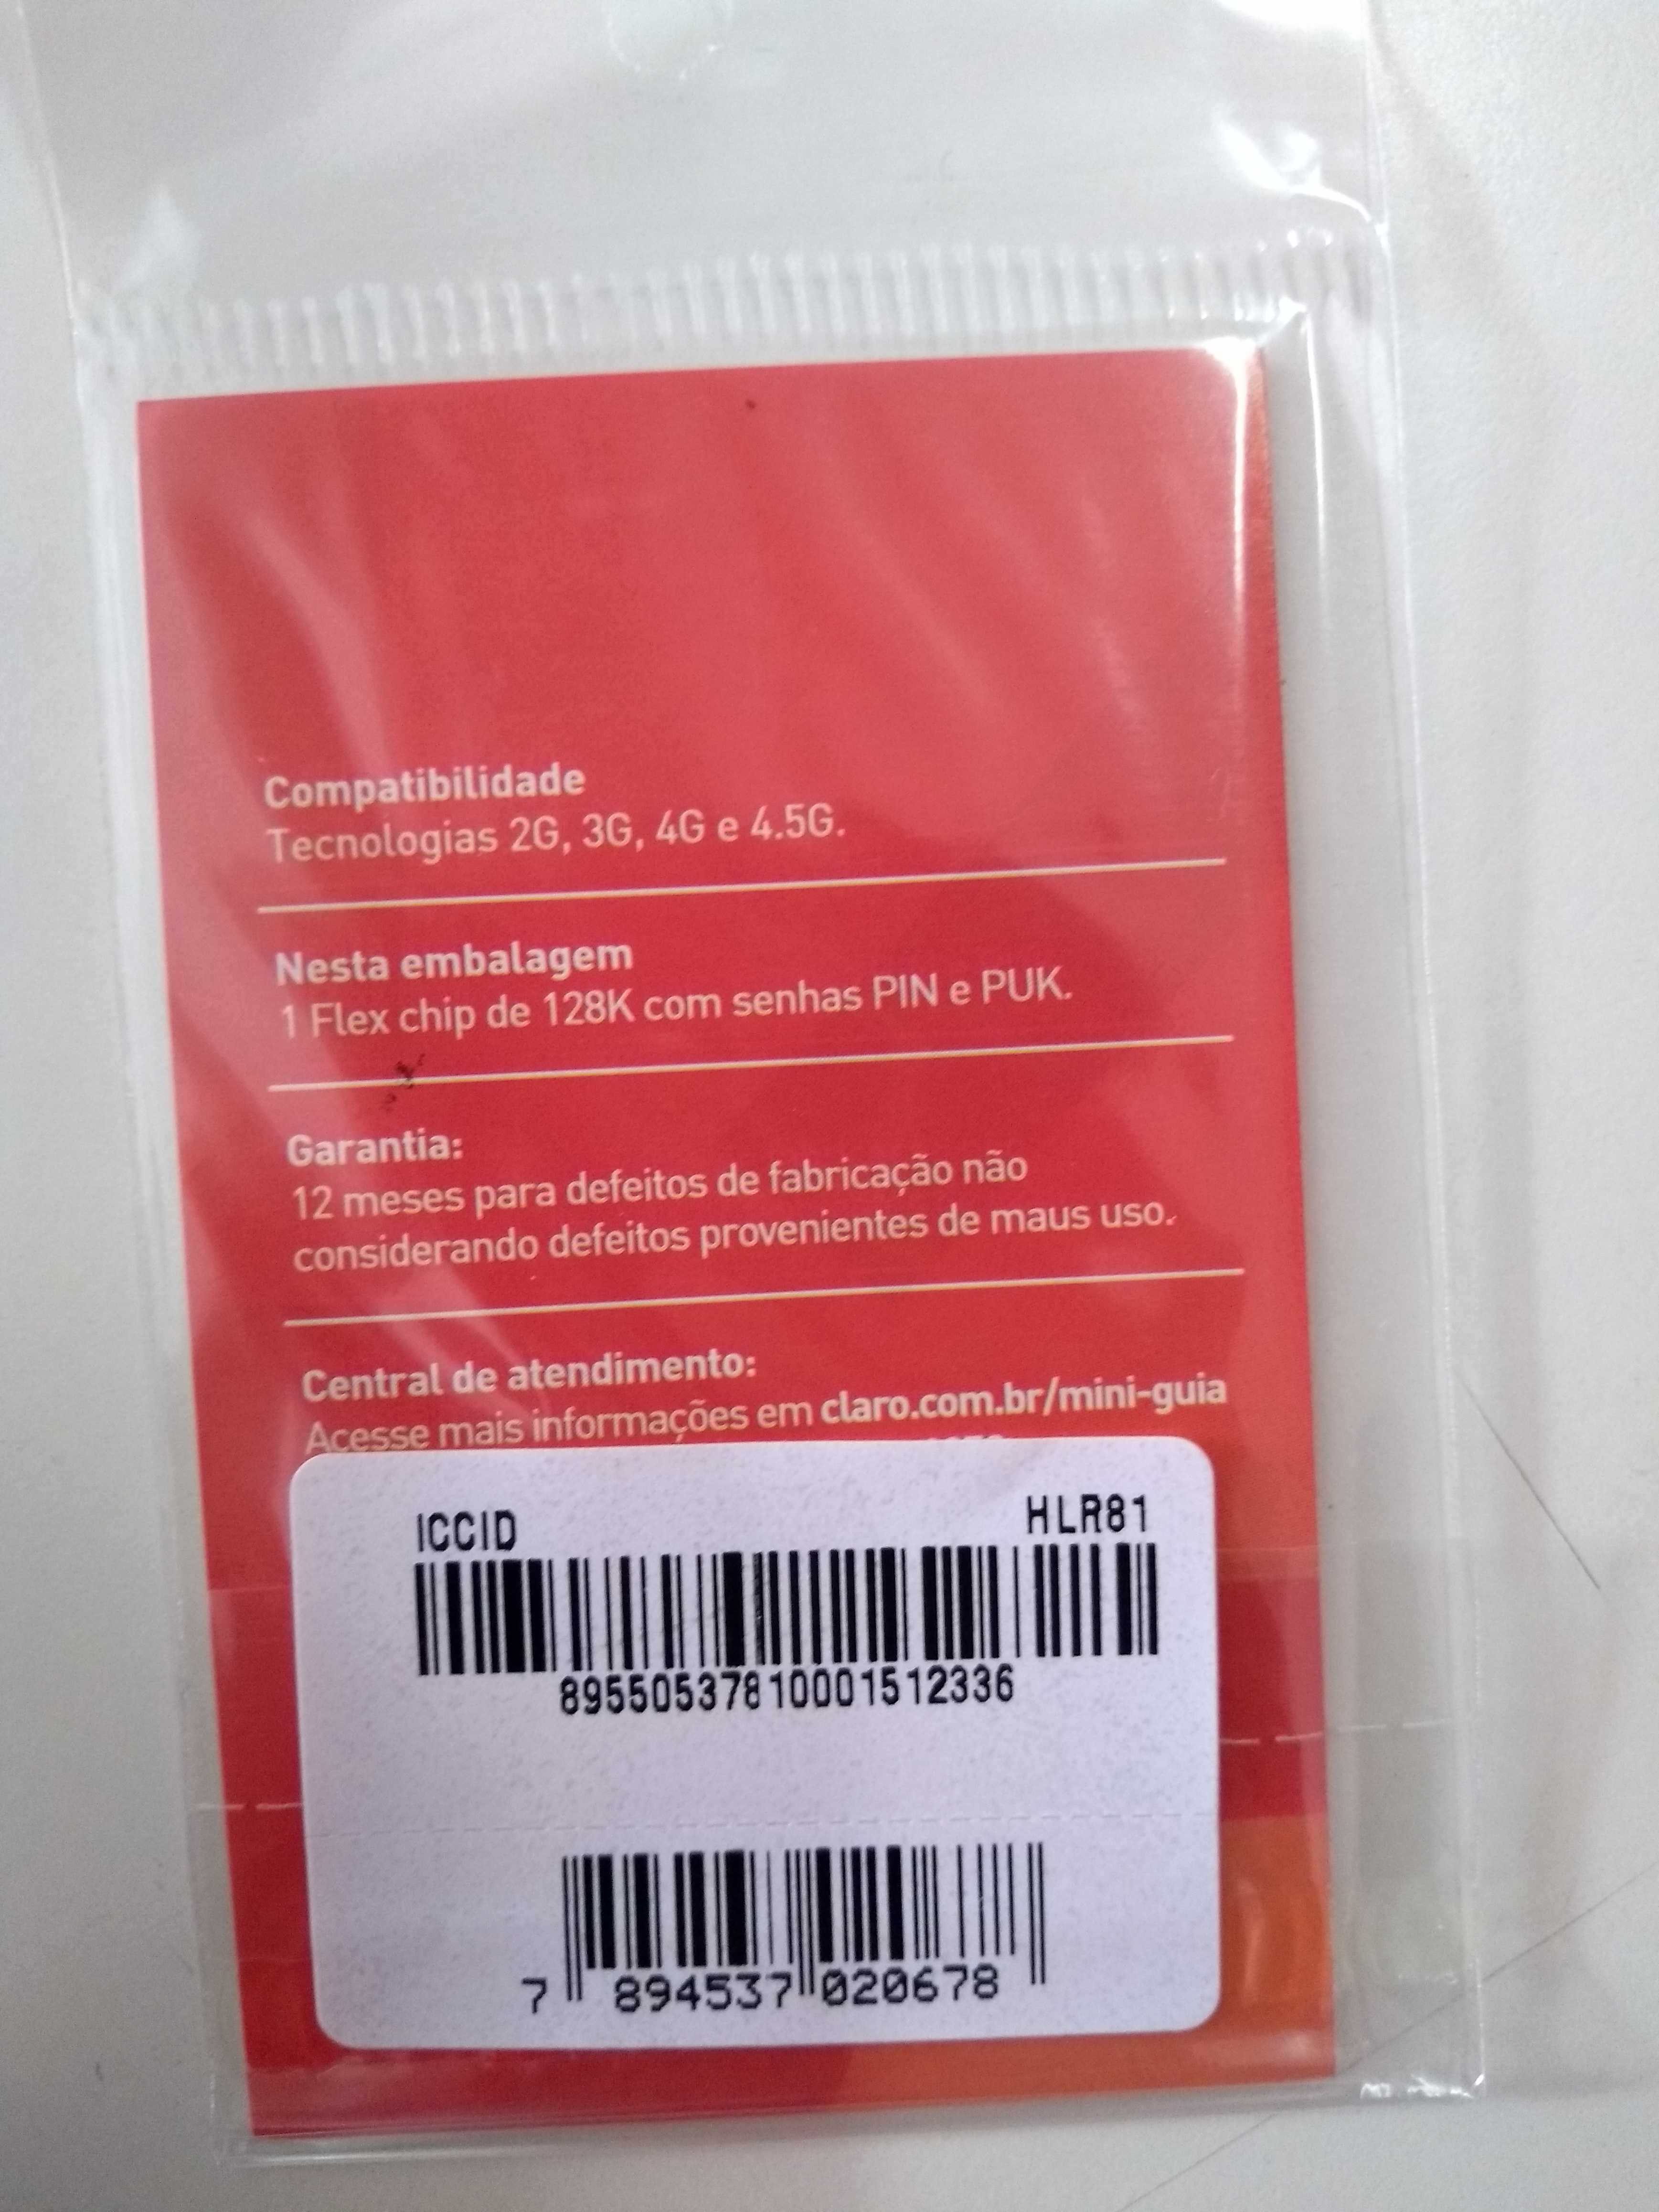 Compatibilidade
Tecnologias 2G, 3G, 4G e 4.5G.
Nesta embalagem
1 Flex chip de 128K com senhas PIN e PUK.
Garantia:
12 meses para defeitos de fabricação não
considerando defeitos provenientes de maus uso.
Central de atendimento:
Acesse mais informações em claro.com.br/mini-guia
ICCID HLR81
89550537810001512336
7 894537 020678